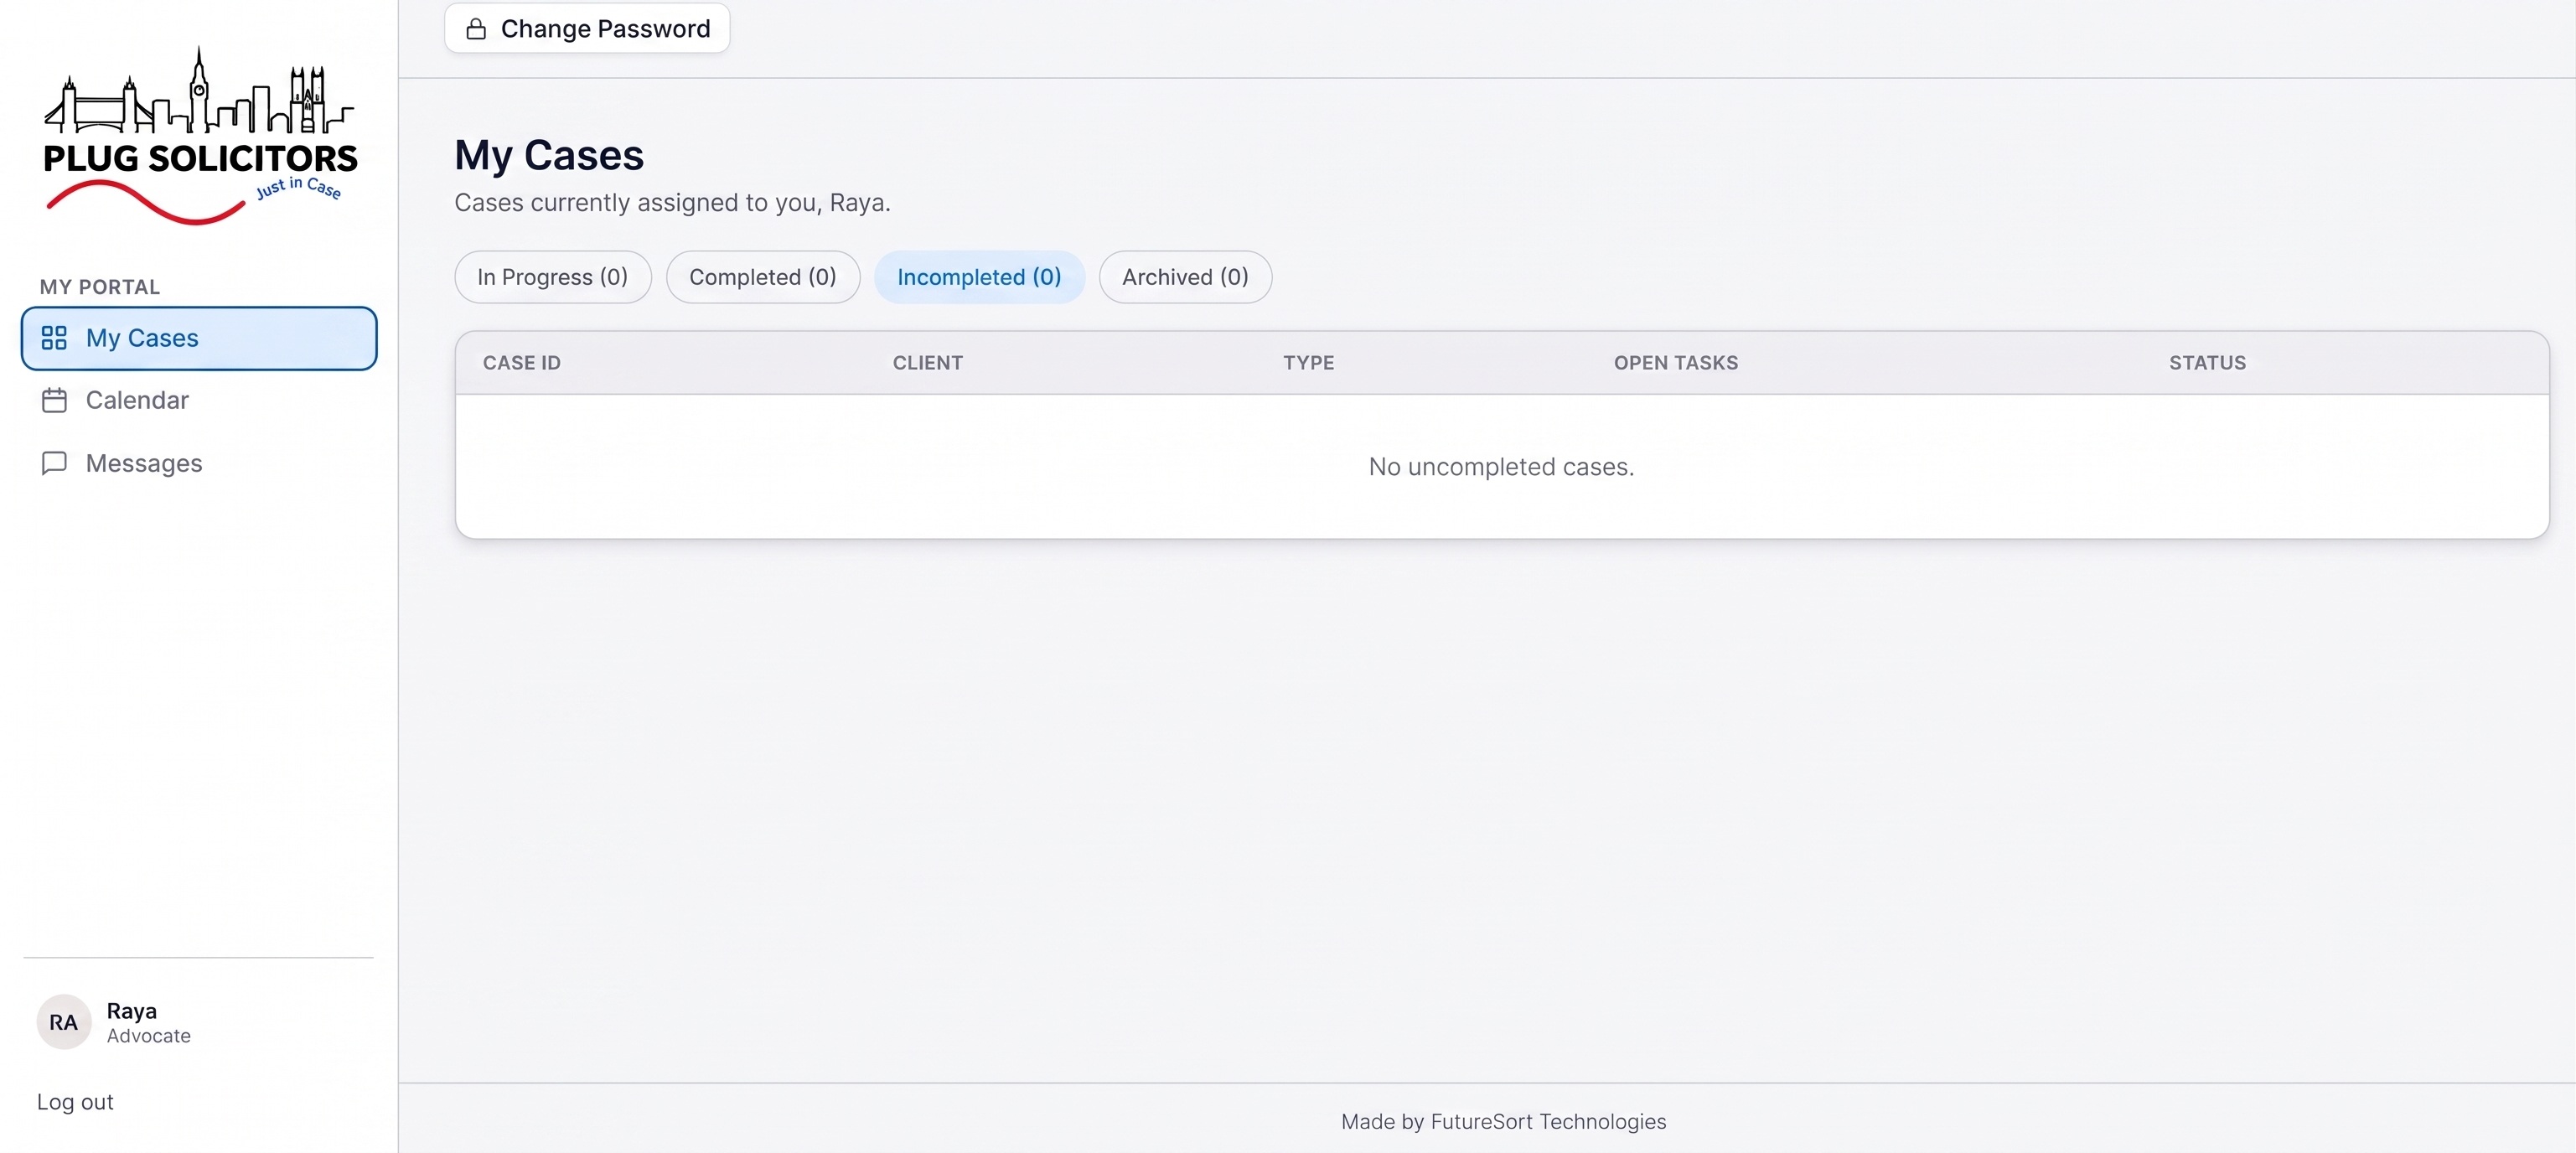 PLUG SOLICITORS
Just in Case
MY PORTAL
My Cases
Calendar
Messages
RA
Raya
Advocate
Log out
Change Password
My Cases
Cases currently assigned to you, Raya.
In Progress (0) Completed (0) Incompleted (0) Archived (0)
CASE ID CLIENT TYPE OPEN TASKS STATUS
No uncompleted cases.
Made by FutureSort Technologies